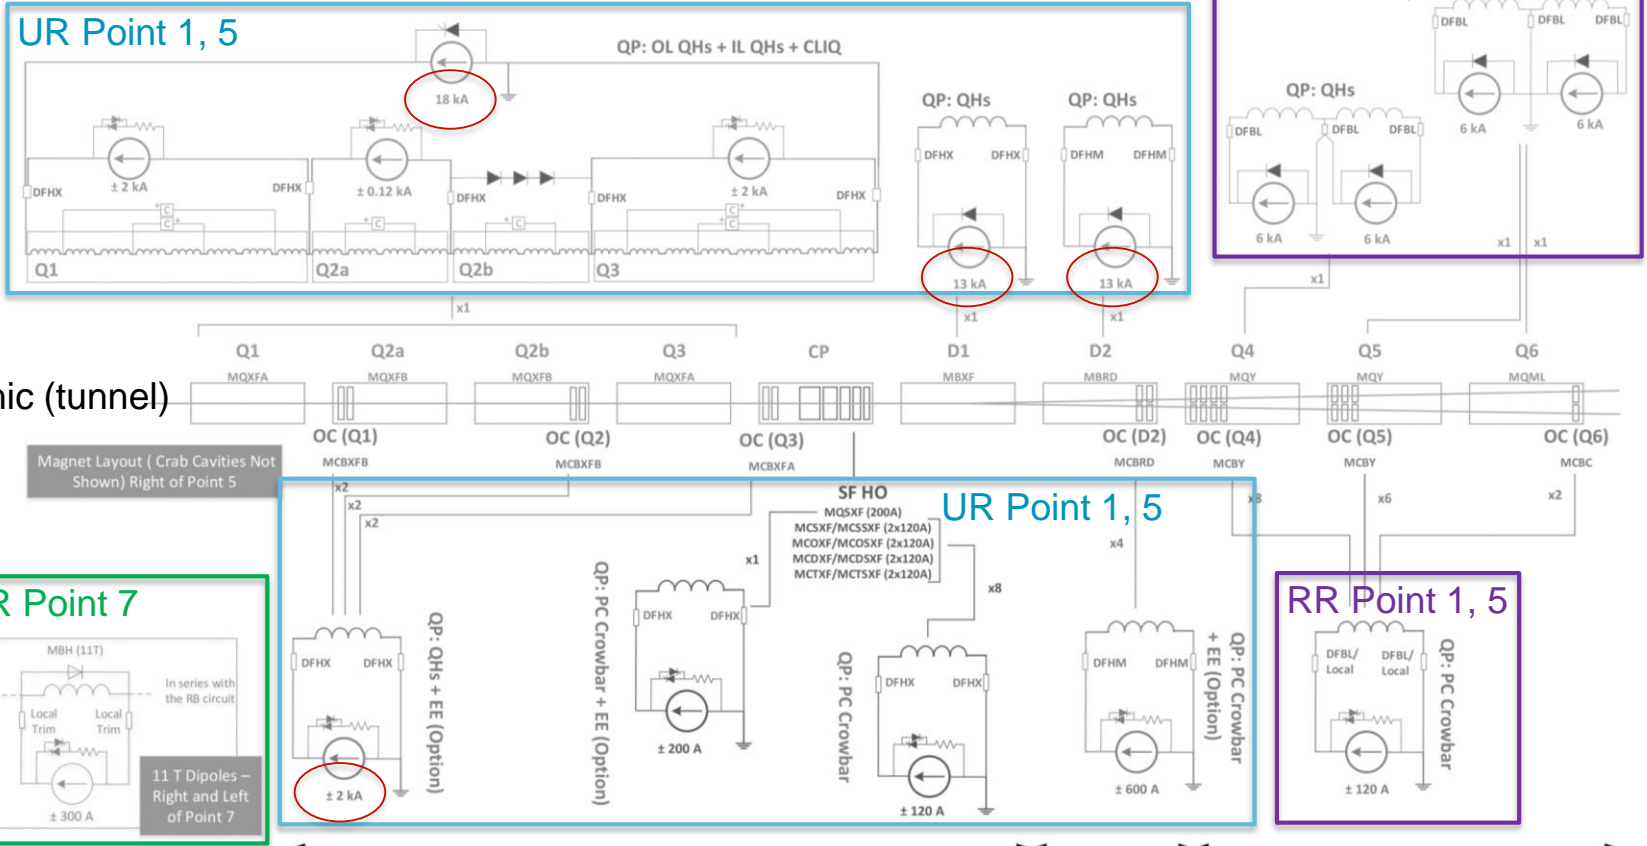 UR Point 1, 5
QP: OL QHs + IL QHs + CLIQ
18 kA
± 2 kA
± 0.12 kA
± 2 kA
DFHX
DFHX
DFHX
DFHX
DFHX
C
C
C
C
C
C
Q1
Q2a
Q2b
Q3
QP: QHs
DFHX
DFHX
13 kA
QP: QHs
DFHM
DFHM
13 kA
DFBL
DFBL
DFBL
6 kA
6 kA
QP: QHs
DFBL
DFBL
DFBL
6 kA
6 kA
x1
x1
x1
x1
x1
x1
Q1
Q2a
Q2b
Q3
CP
D1
D2
Q4
Q5
Q6
MQXFA
MQXFB
MQXFB
MQXFA
MBXF
MBRD
MQY
MQY
MQML
(tunnel)
OC (Q1)
OC (Q2)
OC (Q3)
OC (D2)
OC (Q4)
OC (Q5)
OC (Q6)
MCBXFB
MCBXFB
MCBXFA
MCBRD
MCBY
MCBY
MCBC
Magnet Layout ( Crab Cavities Not
Shown) Right of Point 5
x2
x2
x2
SF HO
MQSXF (200A)
MCSXF/MCSSXF (2x120A)
MCOXF/MCOSXF (2x120A)
MCDXF/MCDSXF (2x120A)
MCTXF/MCTSXF (2x120A)
UR Point 1, 5
x1
x8
x4
x8
x6
x2
R Point 7
MBH (11T)
In series with
the RB circuit
Local
Trim
Local
Trim
± 300 A
11 T Dipoles –
Right and Left
of Point 7
DFHX
DFHX
± 2 kA
QP: QHs + EE (Option)
QP: PC Crowbar + EE (Option)
DFHX
DFHX
± 200 A
QP: PC Crowbar
DFHX
DFHX
± 120 A
DFHM
DFHM
± 600 A
QP: PC Crowbar
+ EE (Option)
RR Point 1, 5
DFBL/
Local
DFBL/
Local
± 120 A
QP: PC Crowbar